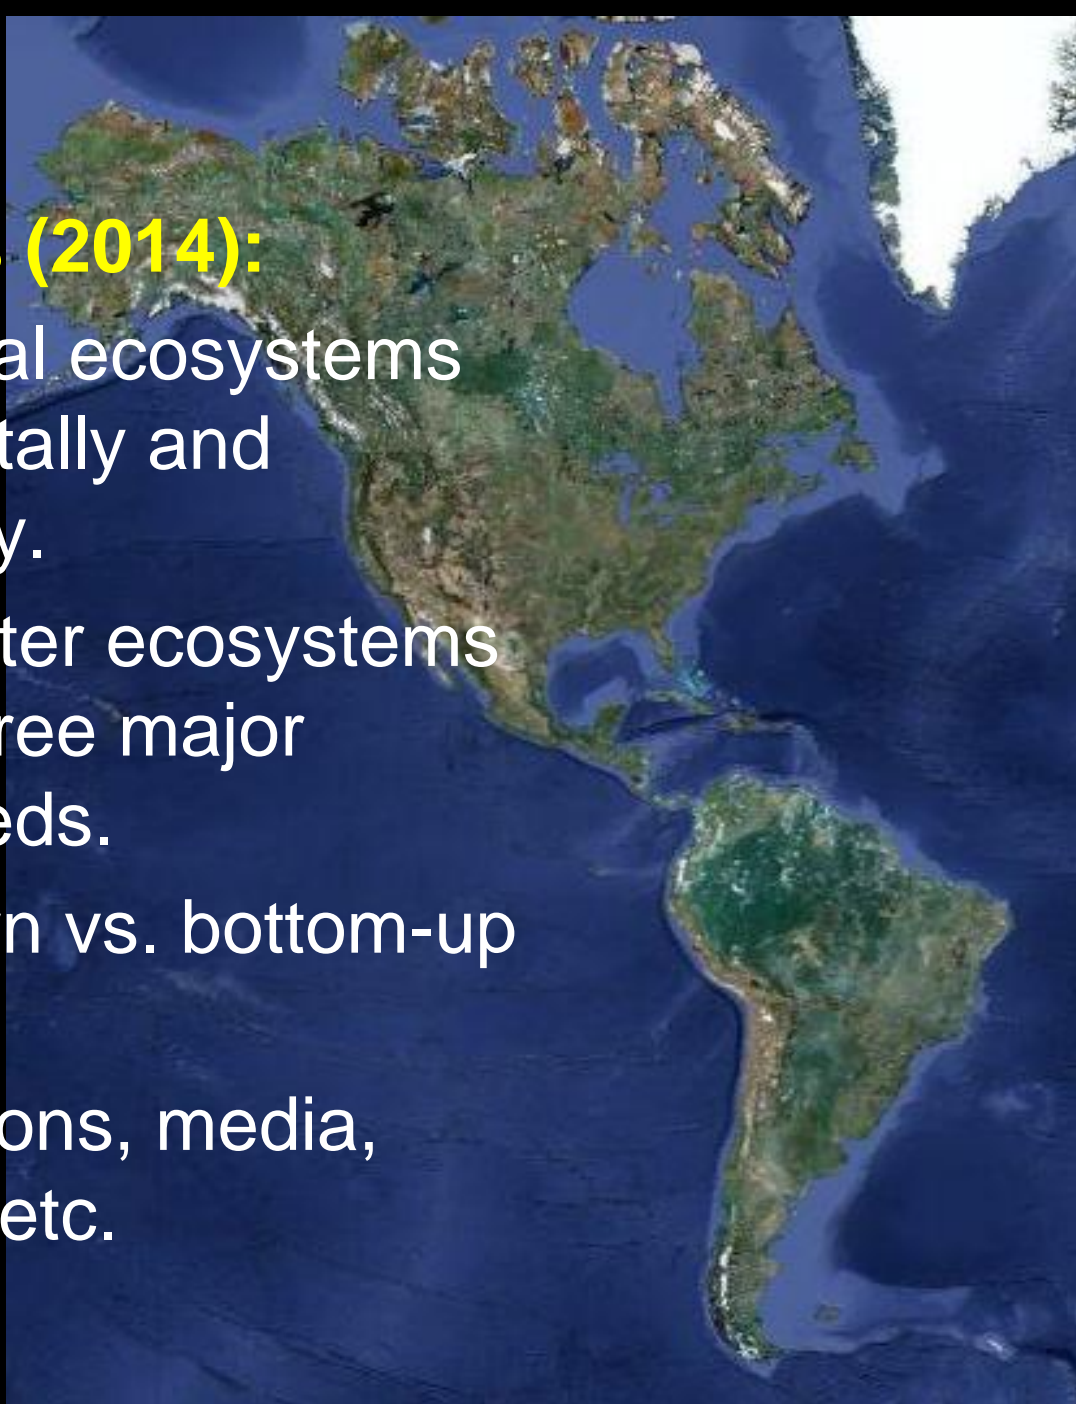 (2014):
al ecosystems
tally and
y.
ter ecosystems
ree major
eds.
n vs. bottom-up
ons, media,
etc.